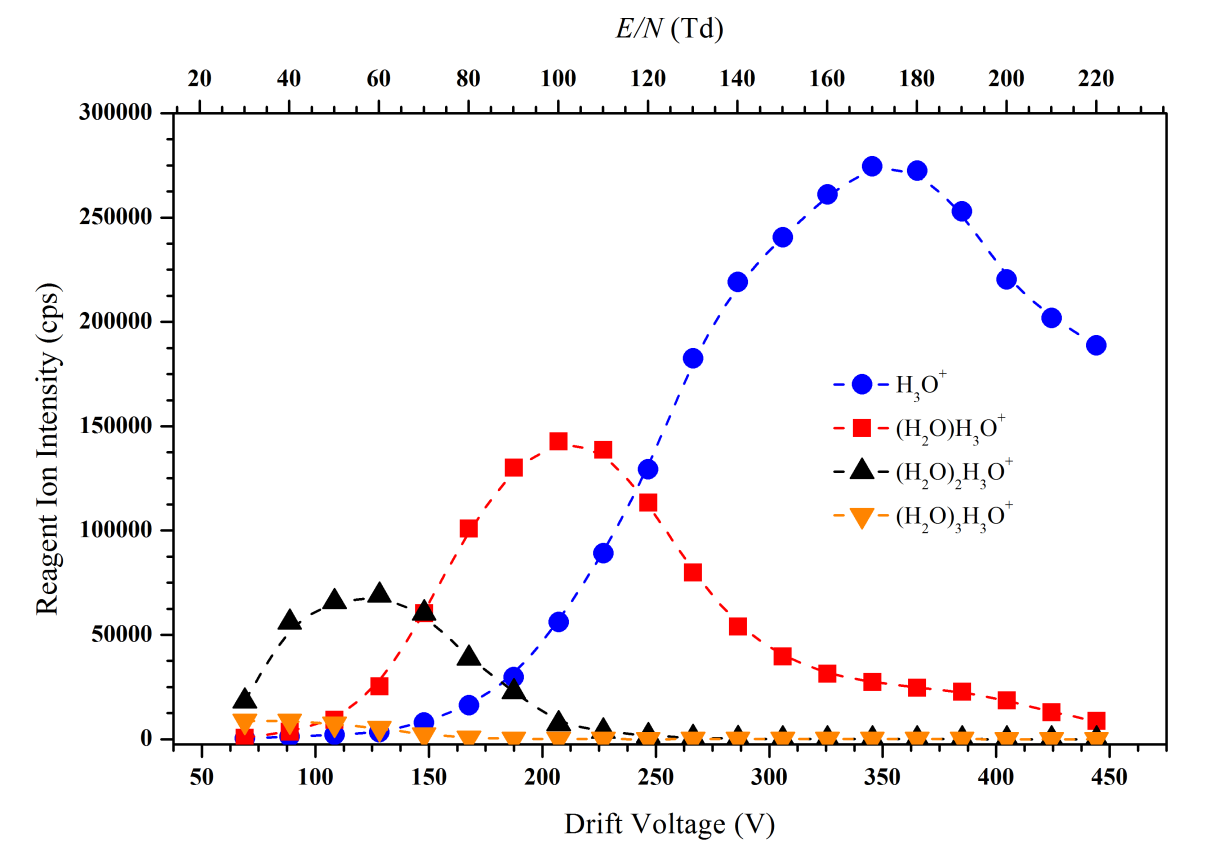 E/N (Td)
20 40 60 80 100 120 140 160 180 200 220
300000
250000
200000
150000
100000
50000
0
Reagent Ion Intensity (cps)
H₃O⁺
(H₂O)H₃O⁺
(H₂O)₂H₃O⁺
(H₂O)₃H₃O⁺
50 100 150 200 250 300 350 400 450
Drift Voltage (V)